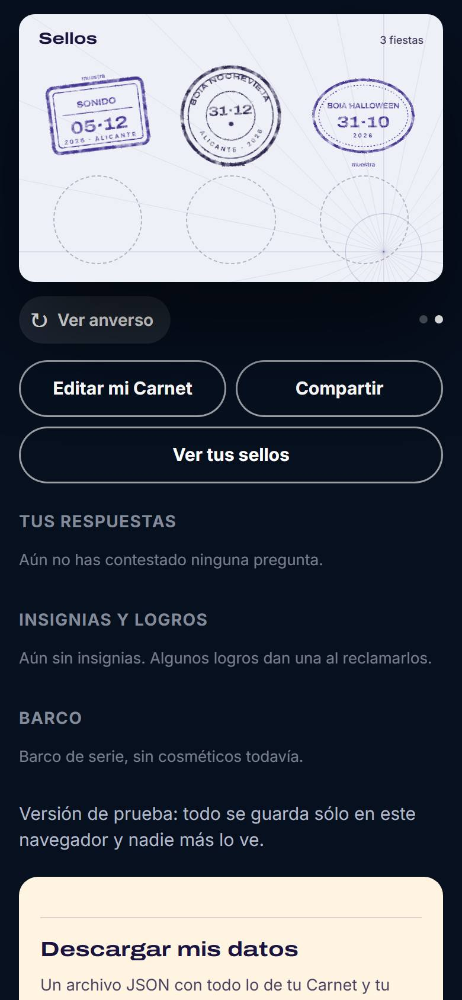 Sellos
3 fiestas
muestra
SONIDO
05·12
2026 · ALICANTE
BOIA NOCHEVIEJA
31·12
ALICANTE · 2026
BOIA HALLOWEEN
31·10
2026
muestra
↻ Ver anverso
Editar mi Carnet
Compartir
Ver tus sellos
TUS RESPUESTAS
Aún no has contestado ninguna pregunta.
INSIGNIAS Y LOGROS
Aún sin insignias. Algunos logros dan una al reclamarlos.
BARCO
Barco de serie, sin cosméticos todavía.
Versión de prueba: todo se guarda sólo en este
navegador y nadie más lo ve.
Descargar mis datos
Un archivo JSON con todo lo de tu Carnet y tu